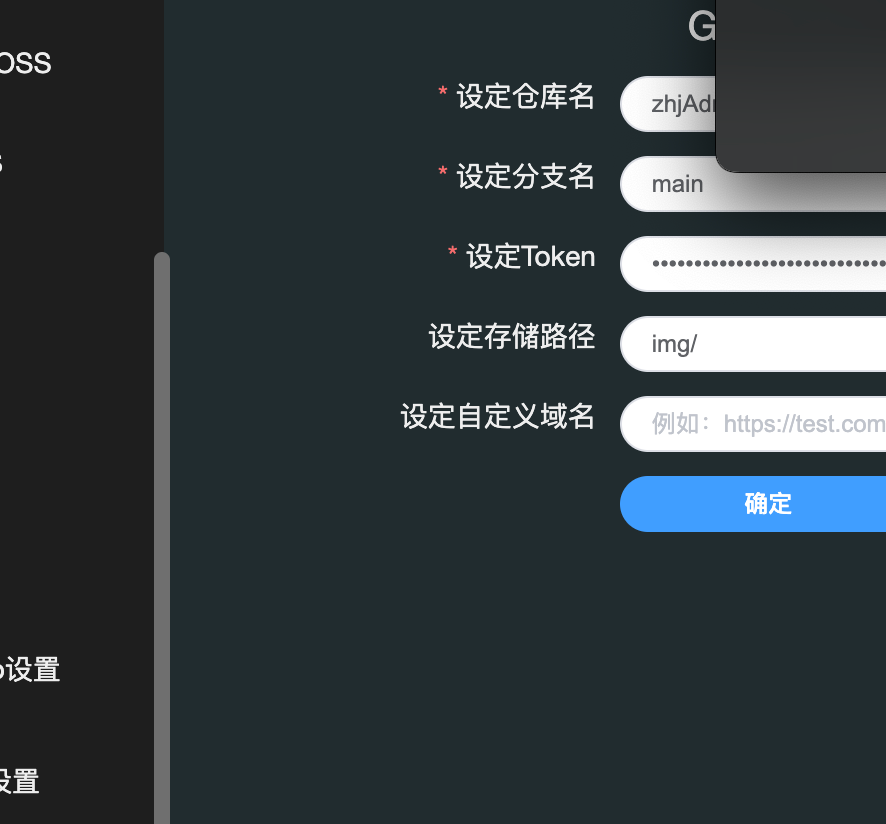 OSS
G
* 设定仓库名
zhjAd
* 设定分支名
main
* 设定Token
设定存储路径
img/
设定自定义域名
例如：https://test.com
确定
设置
设置